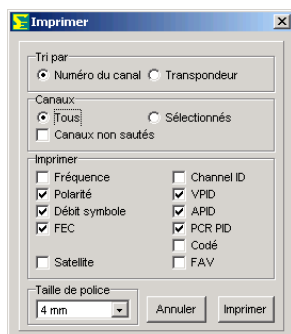 Imprimer
Tri par
Numéro du canal Transpondeur
Canaux
Tous Sélectionnés
Canaux non sautés
Imprimer
Fréquence Channel ID
Polarité VPID
Débit symbole APID
FEC PCR PID
Codé
Satellite FAV
Taille de police
4 mm Annuler Imprimer